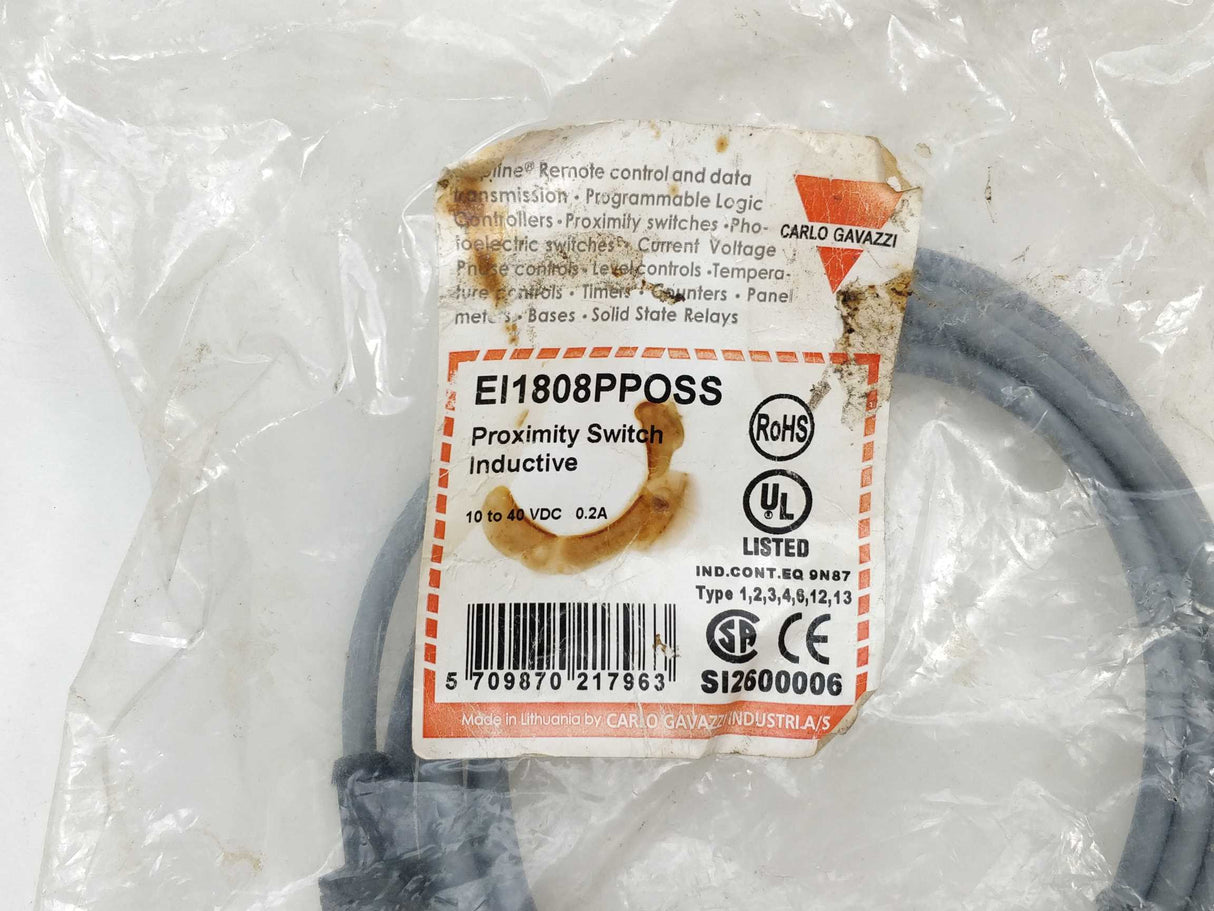 Remote control and data
transmission • Programmable Logic
Controllers • Proximity switches • Pho-
toelectric switches • Current Voltage
Phase controls • Level controls • Tempera-
ture controls • Timers • Counters • Panel
meters • Bases • Solid State Relays
CARLO GAVAZZI
EI1808PPOSS
Proximity Switch
Inductive
10 to 40 VDC 0.2A
RoHS
UL
®
LISTED
IND.CONT.EQ 9N87
Type 1,2,3,4,6,12,13
SA CE
5 709870 217963
SI2600006
Made in Lithuania by CARLO GAVAZZI INDUSTRI A/S